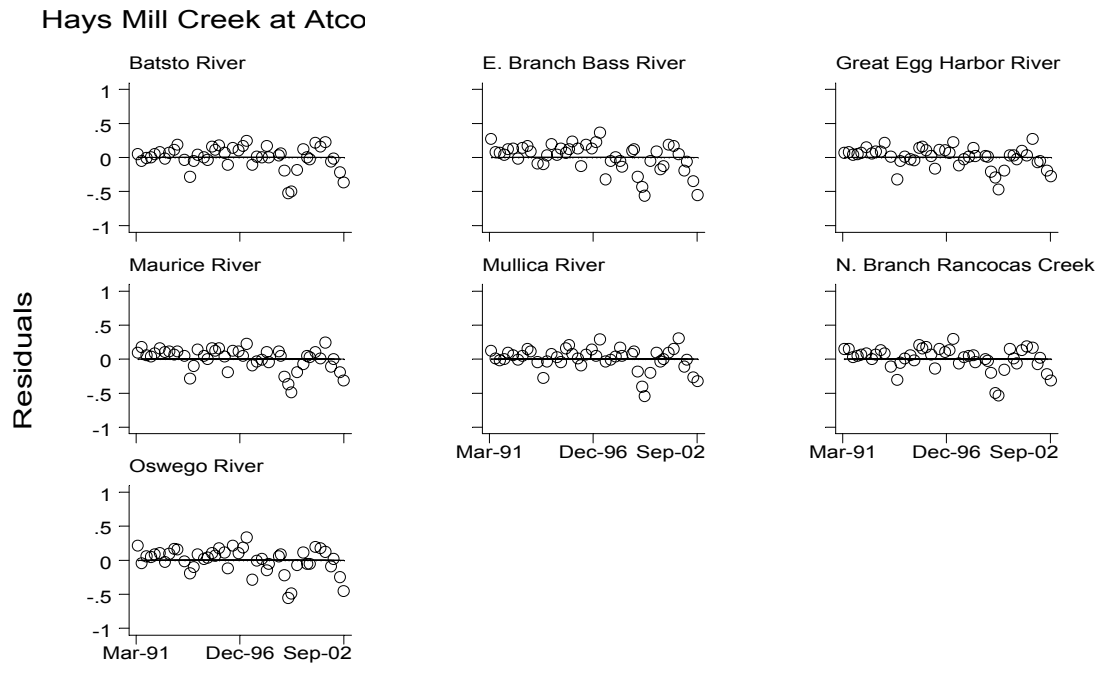 Hays Mill Creek at Atco
Batsto River
E. Branch Bass River
Great Egg Harbor River
1
.5
0
-.5
-1
Maurice River
Mullica River
N. Branch Rancocas Creek
Residuals
1
.5
0
-.5
-1
Mar-91 Dec-96 Sep-02
Mar-91 Dec-96 Sep-02
Oswego River
1
.5
0
-.5
-1
Mar-91 Dec-96 Sep-02